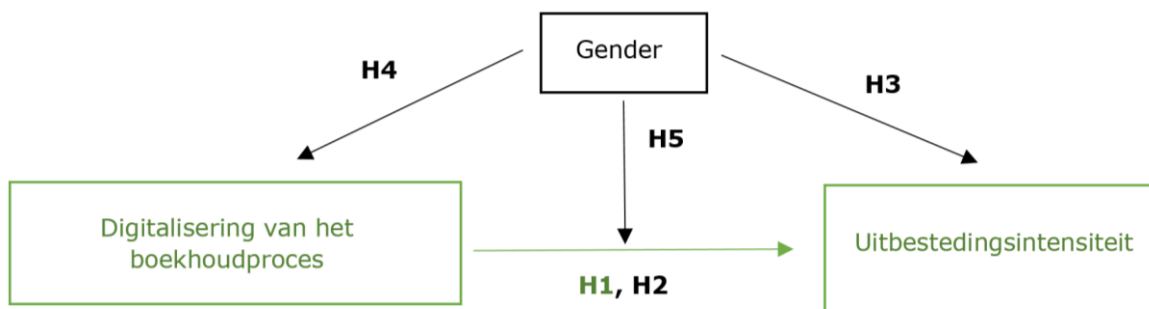 Gender
H4
H3
H5
Digitalisering van het
boekhoudproces
Uitbestedingsintensiteit
H1, H2